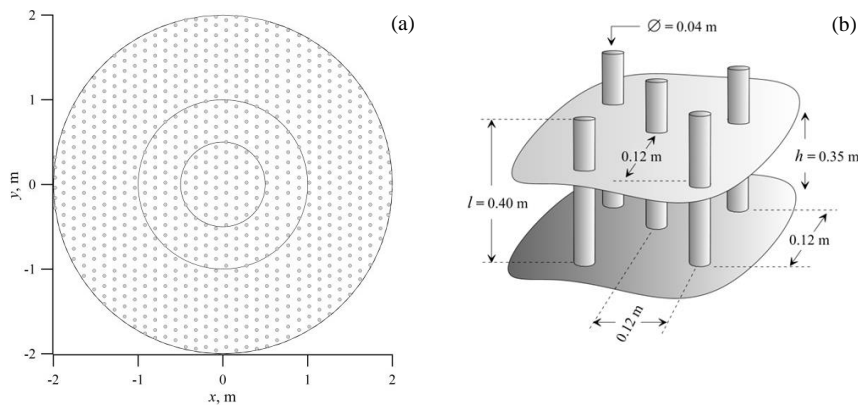 (a)
2
1
0
-1
-2
y, m
-2
-1
0
1
2
x, m
(b)
∅ = 0.04 m
0.12 m
h = 0.35 m
l = 0.40 m
0.12 m
0.12 m